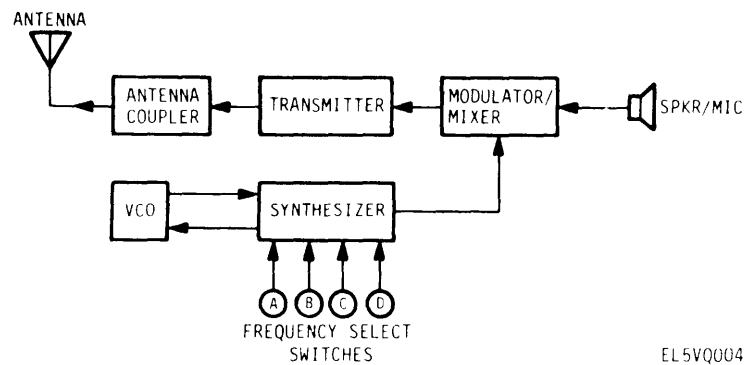 ANTENNA
ANTENNA
COUPLER
TRANSMITTER
MODULATOR/
MIXER
SPKR/MIC
VCO
SYNTHESIZER
A B C D
FREQUENCY SELECT
SWITCHES
EL5VQ004